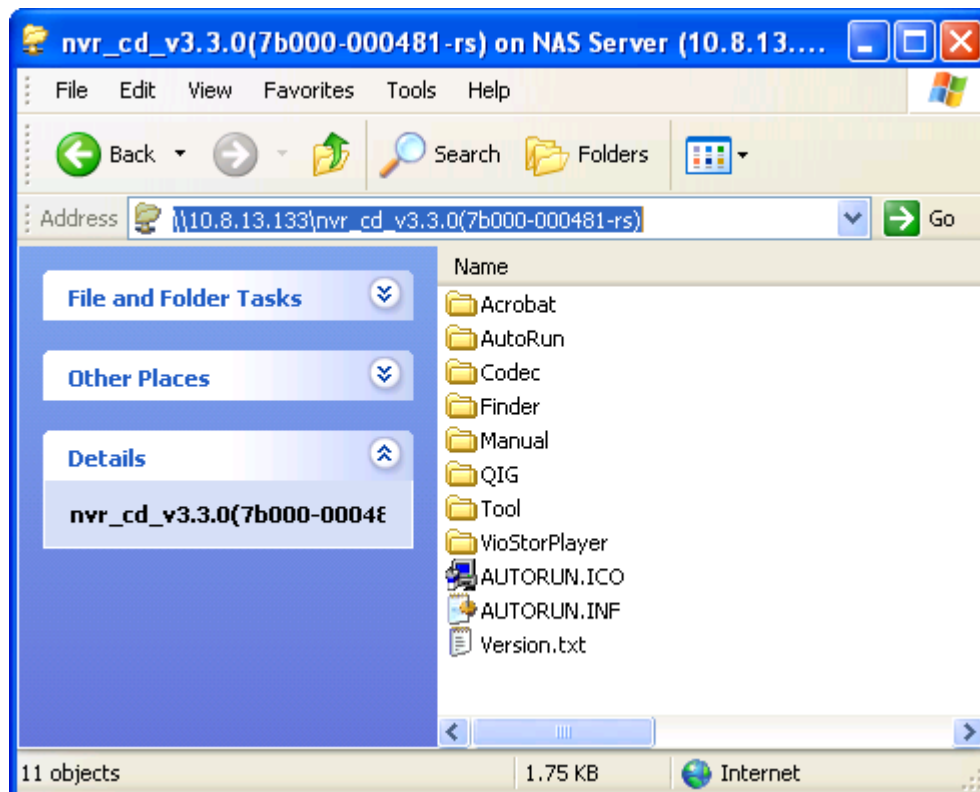 nvr_cd_v3.3.0(7b000-000481-rs) on NAS Server (10.8.13....
File Edit View Favorites Tools Help
Back Search Folders
Address \\10.8.13.133\nvr_cd_v3.3.0(7b000-000481-rs) Go
File and Folder Tasks
Other Places
Details
nvr_cd_v3.3.0(7b000-00048
Name
Acrobat
AutoRun
Codec
Finder
Manual
QIG
Tool
VioStorPlayer
AUTORUN.ICO
AUTORUN.INF
Version.txt
11 objects 1.75 KB Internet